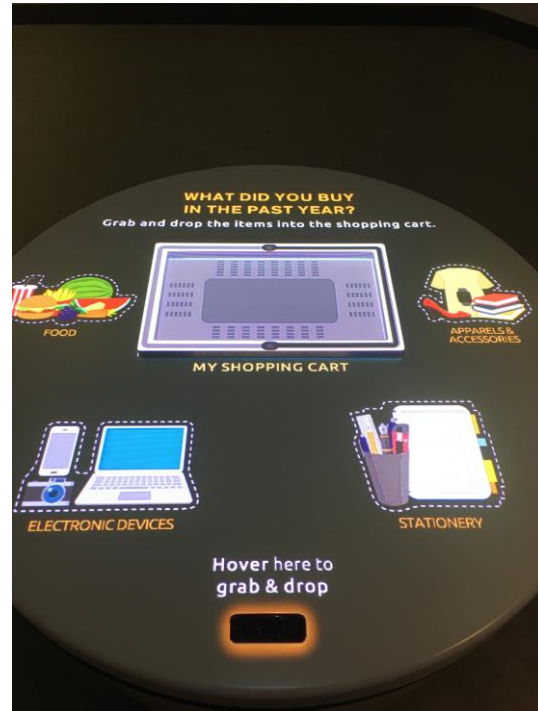 WHAT DID YOU BUY
IN THE PAST YEAR?
Grab and drop the items into the shopping cart.
FOOD
APPARELS &
ACCESSORIES
MY SHOPPING CART
ELECTRONIC DEVICES
STATIONERY
Hover here to
grab & drop